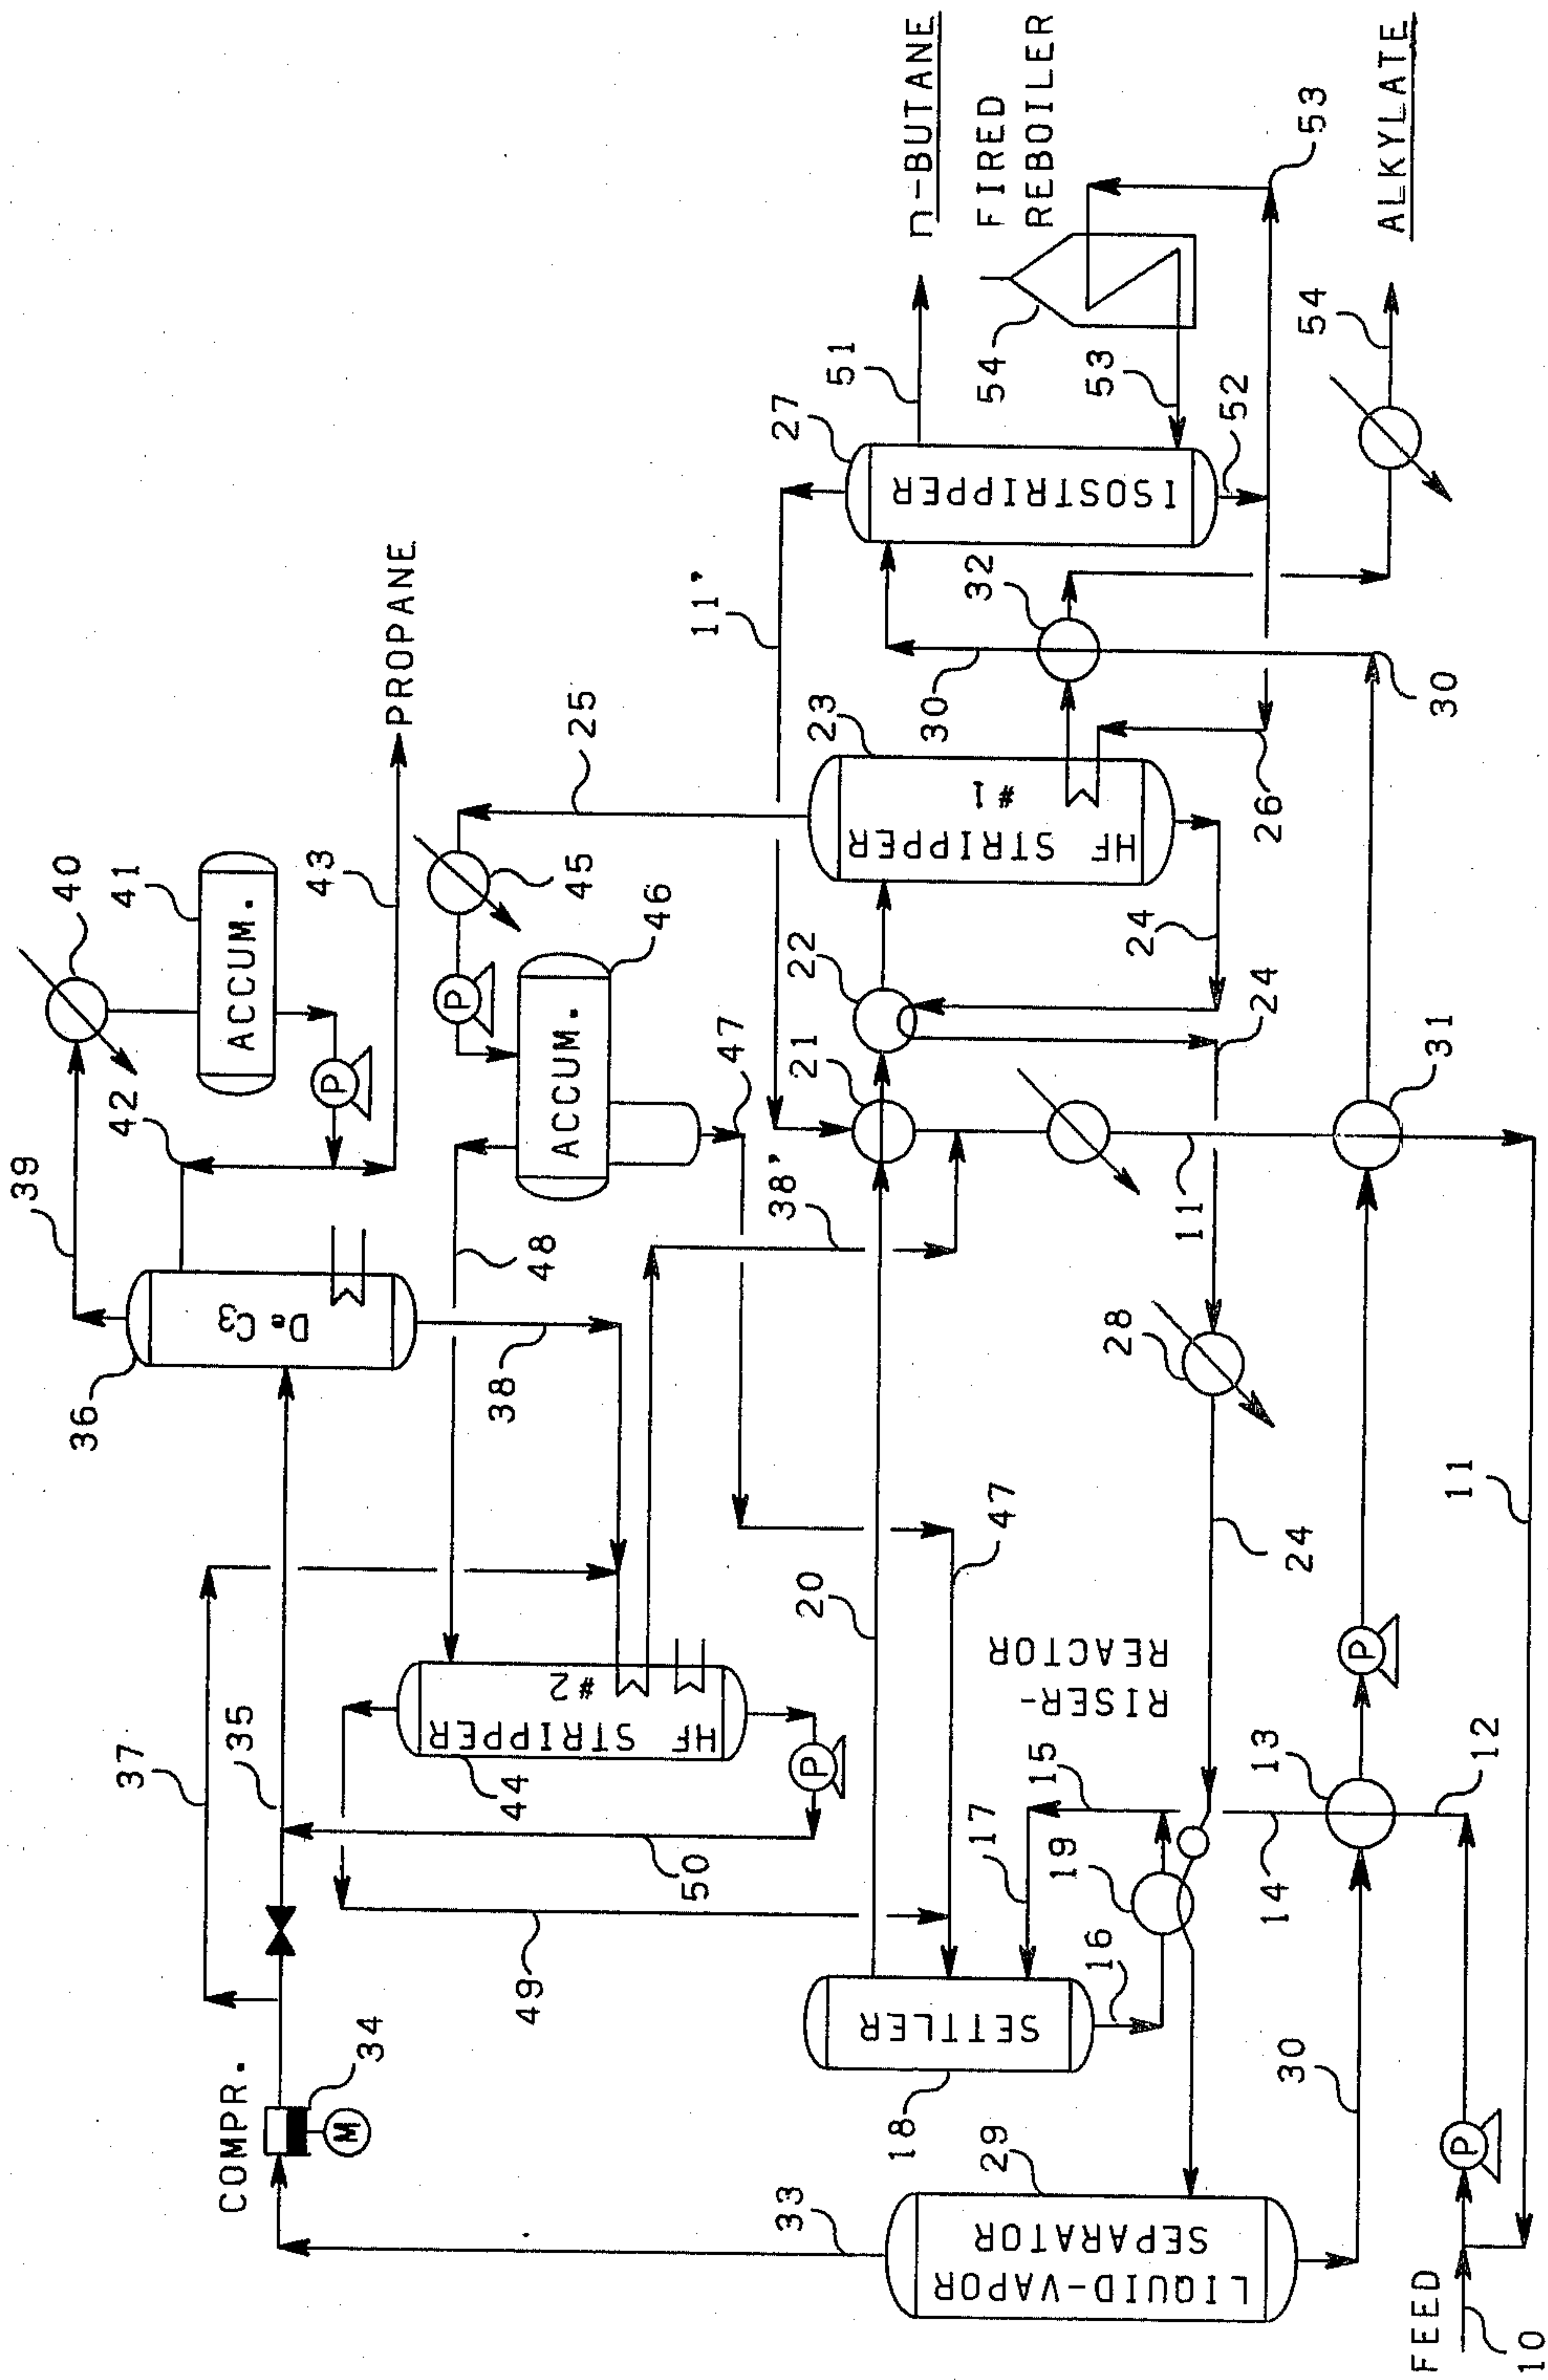 COMPR.
34
M
37
35
36
De C3
39
42
40
41
ACCUM.
P
43
PROPANE
33
49
44
HF STRIPPER
#2
P
50
38
48
38'
45
P
46
ACCUM.
47
25
11'
29
LIQUID-VAPOR
SEPARATOR
18
SETTLER
16
17
19
15
RISER-
REACTOR
20
47
21
22
23
HF STRIPPER
#1
24
24
26
30
32
27
ISOSTRIPPER
51
n-BUTANE
54
FIRED
REBOILER
53
52
53
28
24
11
FEED
10
P
30
14
13
12
P
11
31
30
54
ALKYLATE